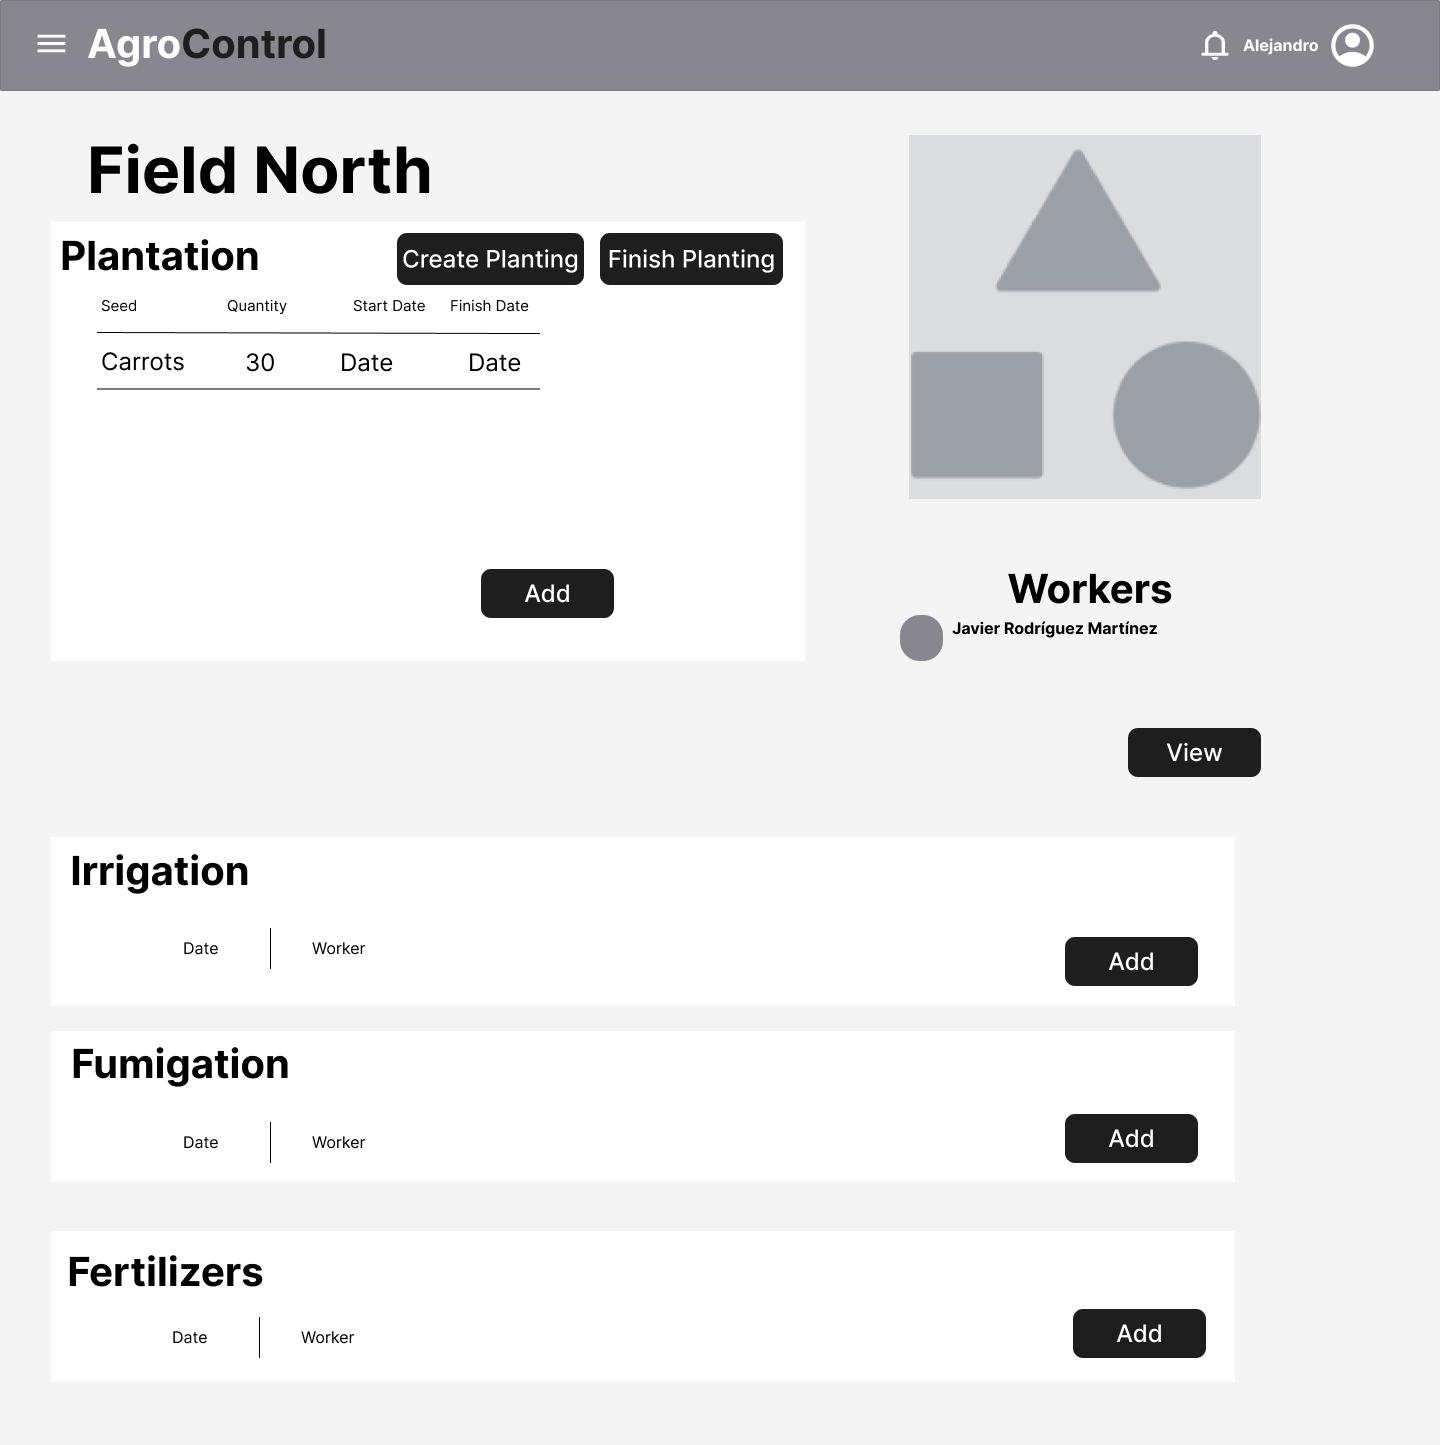 AgroControl
Alejandro
Field North
Plantation
Create Planting
Finish Planting
Seed Quantity Start Date Finish Date
Carrots 30 Date Date
Add
Workers
Javier Rodríguez Martínez
View
Irrigation
Date Worker
Add
Fumigation
Date Worker
Add
Fertilizers
Date Worker
Add